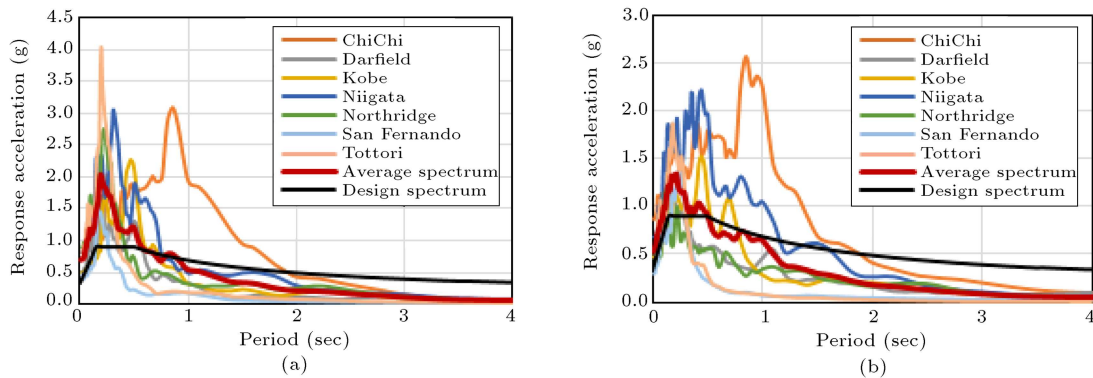 4.5
4.0
3.5
3.0
2.5
2.0
1.5
1.0
0.5
0.0
Response acceleration (g)
ChiChi
Darfield
Kobe
Niigata
Northridge
San Fernando
Tottori
Average spectrum
Design spectrum
0 1 2 3 4
Period (sec)
(a)
3.0
2.5
2.0
1.5
1.0
0.5
0.0
Response acceleration (g)
ChiChi
Darfield
Kobe
Niigata
Northridge
San Fernando
Tottori
Average spectrum
Design spectrum
0 1 2 3 4
Period (sec)
(b)